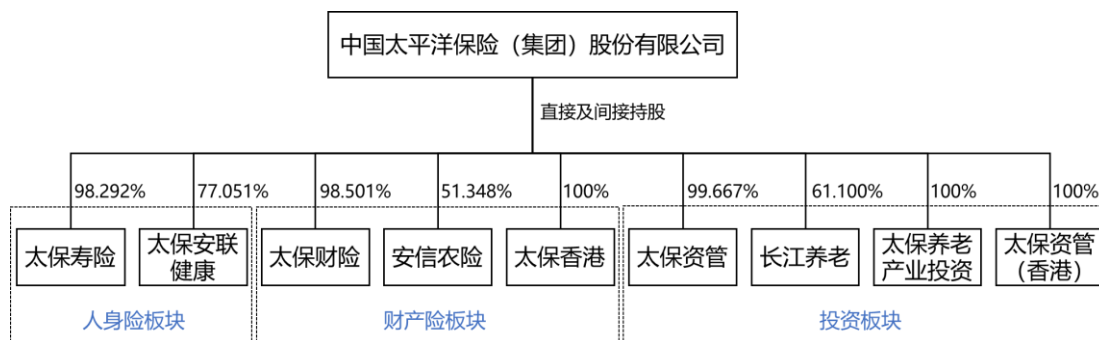 中国太平洋保险（集团）股份有限公司
直接及间接持股
98.292%
77.051%
98.501%
51.348%
100%
99.667%
61.100%
100%
100%
太保寿险
太保安联
健康
太保财险
安信农险
太保香港
太保资管
长江养老
太保养老
产业投资
太保资管
（香港）
人身险板块
财产险板块
投资板块